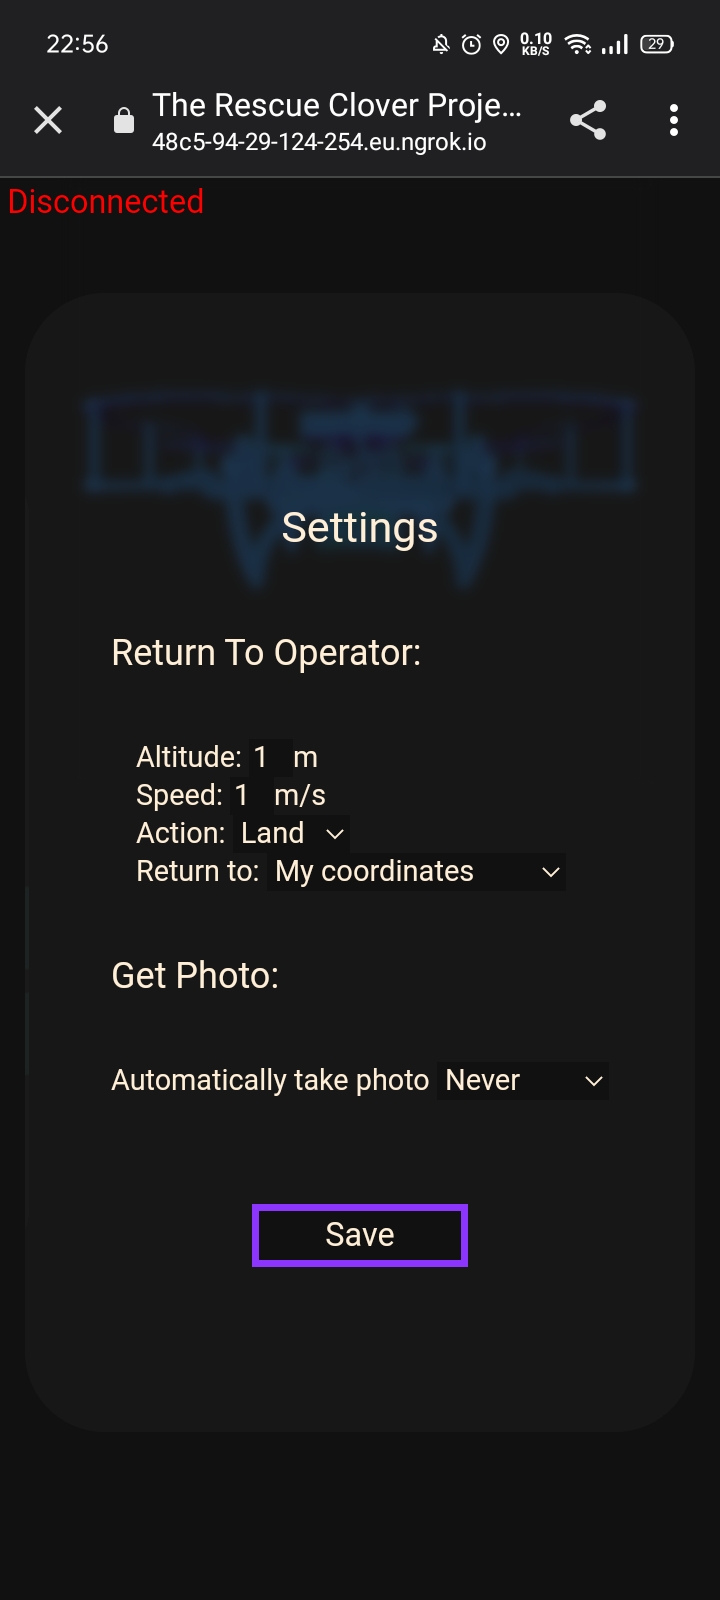 22:56
0.10
KB/S
29
The Rescue Clover Proje...
48c5-94-29-124-254.eu.ngrok.io
Disconnected
Settings
Return To Operator:
Altitude: 1 m
Speed: 1 m/s
Action: Land
Return to: My coordinates
Get Photo:
Automatically take photo Never
Save